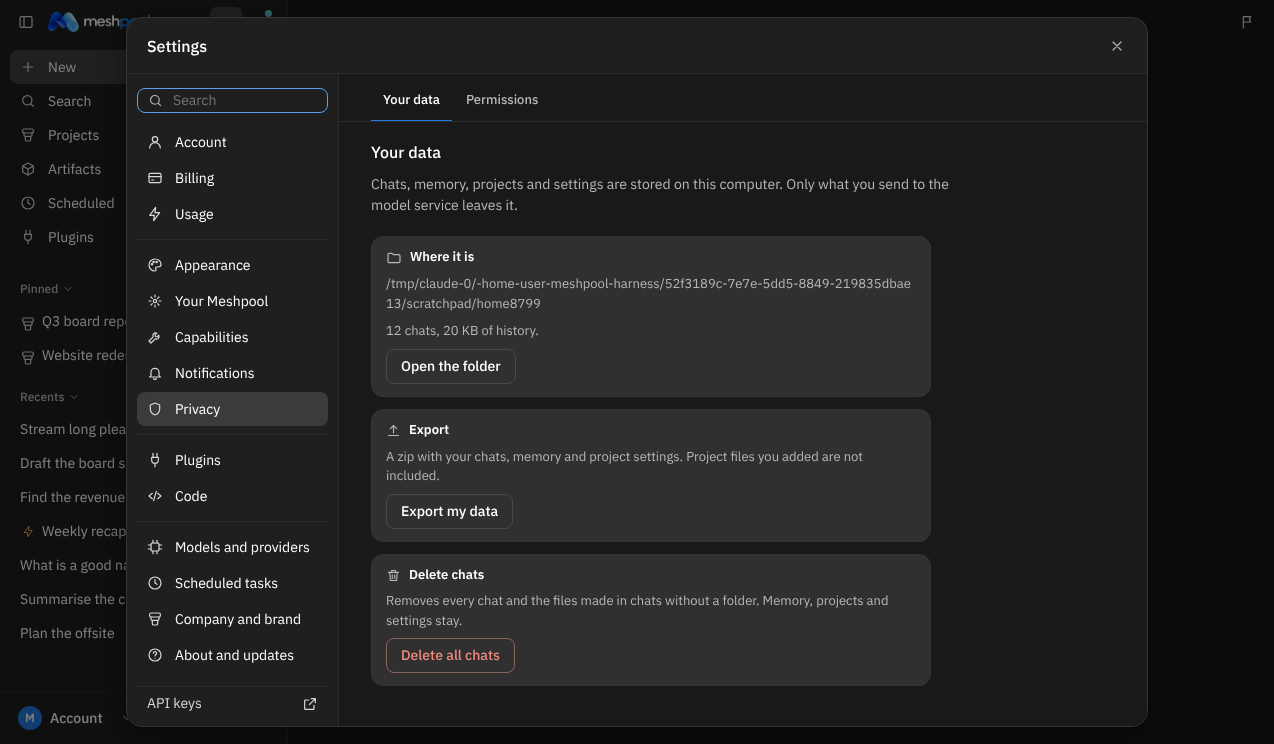 meshpool
Settings
New
Search
Projects
Artifacts
Scheduled
Plugins
Pinned
Q3 board repo
Website rede
Recents
Stream long plea
Draft the board s
Find the revenue
Weekly recap
What is a good na
Summarise the c
Plan the offsite
M Account
Search
Account
Billing
Usage
Appearance
Your Meshpool
Capabilities
Notifications
Privacy
Plugins
Code
Models and providers
Scheduled tasks
Company and brand
About and updates
API keys
Your data Permissions
Your data
Chats, memory, projects and settings are stored on this computer. Only what you send to the
model service leaves it.
Where it is
/tmp/claude-0/-home-user-meshpool-harness/52f3189c-7e7e-5dd5-8849-219835dbae
13/scratchpad/home8799
12 chats, 20 KB of history.
Open the folder
Export
A zip with your chats, memory and project settings. Project files you added are not
included.
Export my data
Delete chats
Removes every chat and the files made in chats without a folder. Memory, projects and
settings stay.
Delete all chats